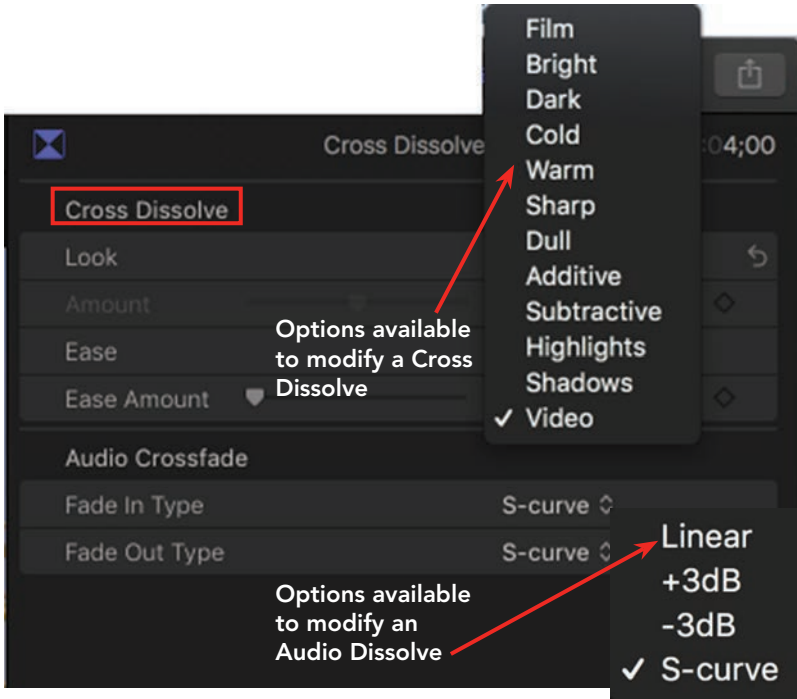 Film
Bright
Dark
Cold
Warm
Sharp
Dull
Additive
Subtractive
Highlights
Shadows
✓ Video
Cross Dissolve
04;00
Cross Dissolve
Look
Amount
Ease
Ease Amount
Options available
to modify a Cross
Dissolve
Audio Crossfade
Fade In Type S-curve
Fade Out Type S-curve
Options available
to modify an
Audio Dissolve
Linear
+3dB
-3dB
✓ S-curve